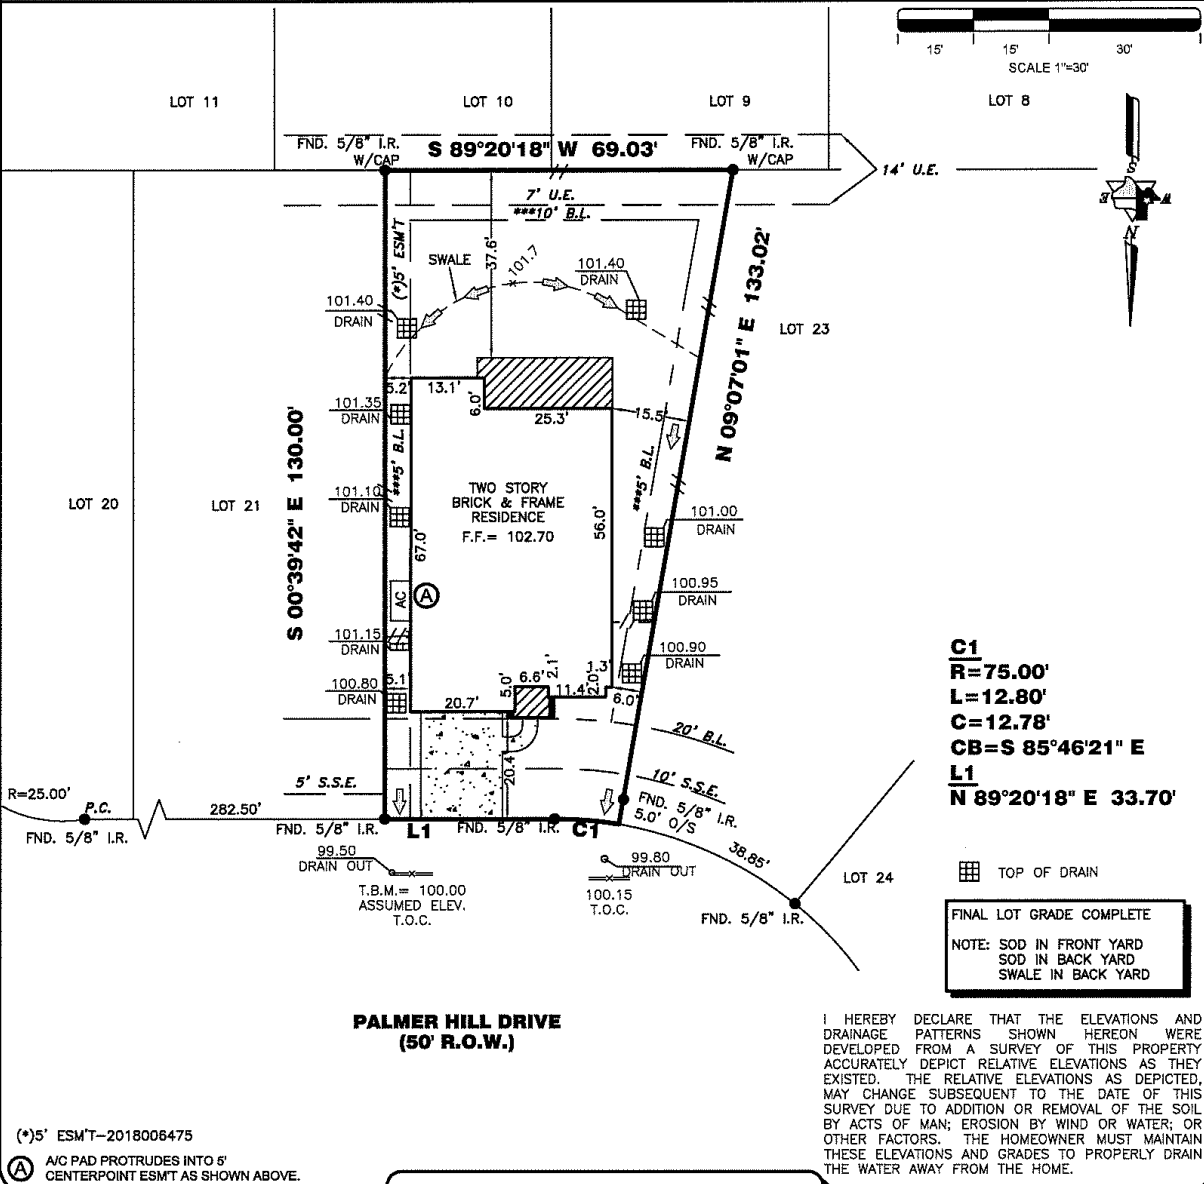 15' 15' 30'
SCALE 1"=30'
LOT 11
LOT 10
LOT 9
LOT 8
FND. 5/8" I.R.
W/CAP
S 89°20'18" W 69.03'
FND. 5/8" I.R.
W/CAP
14' U.E.
7' U.E.
***10' B.L.
S
E
W
N
(*)5' ESM'T
SWALE
37.6'
101.7
101.40
DRAIN
101.40
DRAIN
N 09°07'01" E 133.02'
LOT 23
5.2'
13.1'
6.0'
25.3'
15.5'
101.35
DRAIN
***5' B.L.
***5' B.L.
S 00°39'42" E 130.00'
LOT 20
LOT 21
101.10
DRAIN
TWO STORY
BRICK & FRAME
RESIDENCE
F.F.= 102.70
67.0'
56.0'
101.00
DRAIN
AC
A
100.95
DRAIN
101.15
DRAIN
100.90
DRAIN
100.80
DRAIN
5.1'
20.7'
5.0'
6.6'
2.1'
11.4'
2.0'
1.3'
6.0'
20' B.L.
C1
R=75.00'
L=12.80'
C=12.78'
CB=S 85°46'21" E
L1
N 89°20'18" E 33.70'
5' S.S.E.
20.4
10' S.S.E.
R=25.00'
P.C.
FND. 5/8" I.R.
282.50'
FND. 5/8" I.R.
L1
FND. 5/8" I.R.
C1
FND. 5/8" I.R.
5.0' O/S
38.85'
99.50
DRAIN OUT
T.B.M.= 100.00
ASSUMED ELEV.
T.O.C.
99.80
DRAIN OUT
100.15
T.O.C.
LOT 24
FND. 5/8" I.R.
TOP OF DRAIN
FINAL LOT GRADE COMPLETE
NOTE: SOD IN FRONT YARD
SOD IN BACK YARD
SWALE IN BACK YARD
PALMER HILL DRIVE
(50' R.O.W.)
I HEREBY DECLARE THAT THE ELEVATIONS AND
DRAINAGE PATTERNS SHOWN HEREON WERE
DEVELOPED FROM A SURVEY OF THIS PROPERTY
ACCURATELY DEPICT RELATIVE ELEVATIONS AS THEY
EXISTED. THE RELATIVE ELEVATIONS AS DEPICTED,
MAY CHANGE SUBSEQUENT TO THE DATE OF THIS
SURVEY DUE TO ADDITION OR REMOVAL OF THE SOIL
BY ACTS OF MAN; EROSION BY WIND OR WATER; OR
OTHER FACTORS. THE HOMEOWNER MUST MAINTAIN
THESE ELEVATIONS AND GRADES TO PROPERLY DRAIN
THE WATER AWAY FROM THE HOME.
(*)5' ESM'T-2018006475
A A/C PAD PROTRUDES INTO 5'
CENTERPOINT ESM'T AS SHOWN ABOVE.